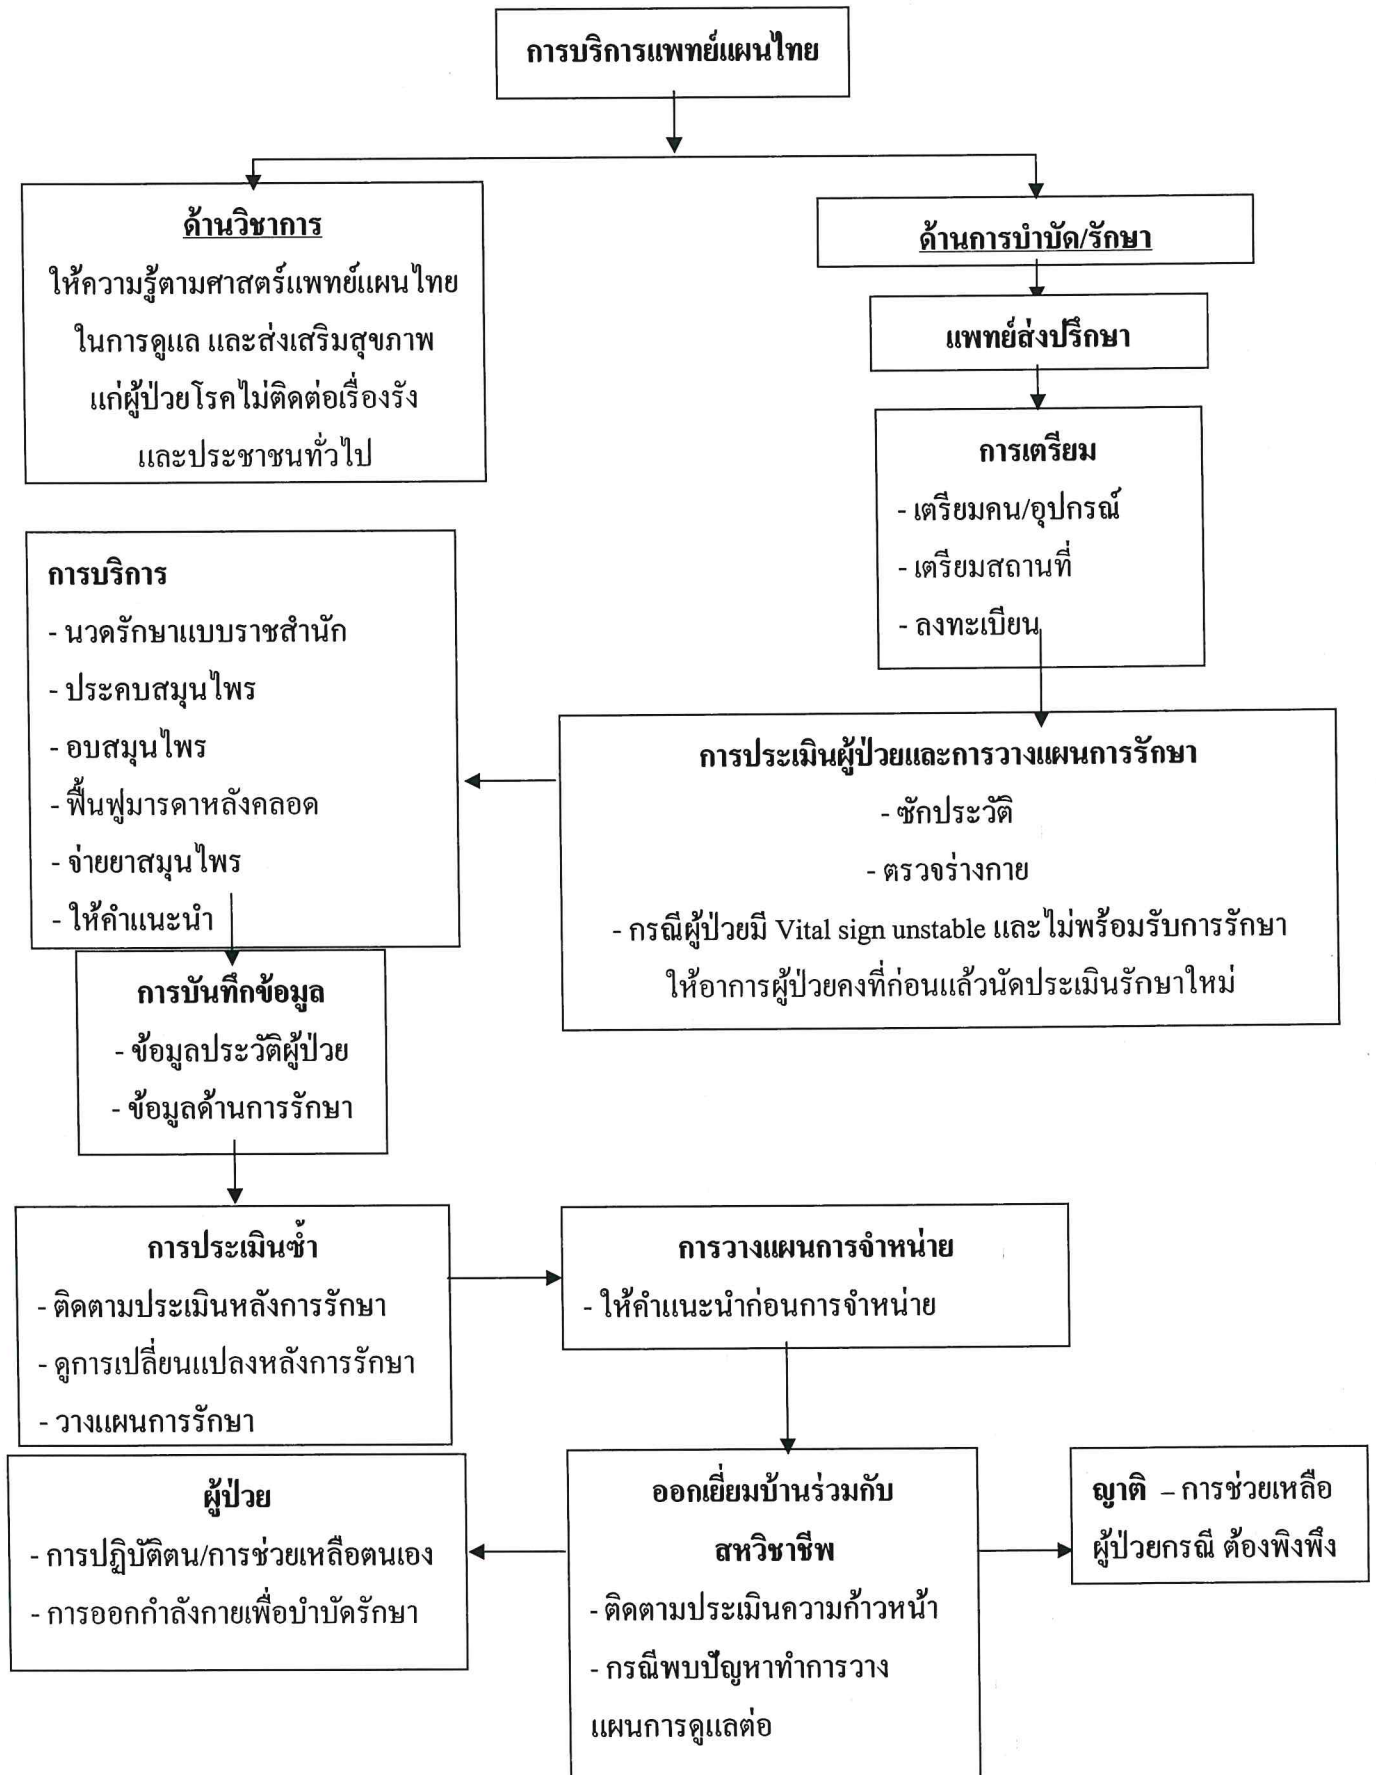 การบริการแพทย์แผนไทย
ด้านวิชาการ
ให้ความรู้ตามศาสตร์แพทย์แผนไทย
ในการดูแล และส่งเสริมสุขภาพ
แก่ผู้ป่วยโรคไม่ติดต่อเรื่องรัง
และประชาชนทั่วไป
ด้านการบำบัด/รักษา
แพทย์ส่งปรึกษา
การเตรียม
- เตรียมคน/อุปกรณ์
- เตรียมสถานที่
- ลงทะเบียน
การประเมินผู้ป่วยและการวางแผนการรักษา
- ซักประวัติ
- ตรวจร่างกาย
- กรณีผู้ป่วยมี Vital sign unstable และไม่พร้อมรับการรักษา
ให้อาการผู้ป่วยคงที่ก่อนแล้วนัดประเมินรักษาใหม่
การบริการ
- นวดรักษาแบบราชสำนัก
- ประคบสมุนไพร
- อบสมุนไพร
- ฟื้นฟูมารดาหลังคลอด
- จ่ายยาสมุนไพร
- ให้คำแนะนำ
การบันทึกข้อมูล
- ข้อมูลประวัติผู้ป่วย
- ข้อมูลด้านการรักษา
การประเมินซ้ำ
- ติดตามประเมินหลังการรักษา
- ดูการเปลี่ยนแปลงหลังการรักษา
- วางแผนการรักษา
การวางแผนการจำหน่าย
- ให้คำแนะนำก่อนการจำหน่าย
ออกเยี่ยมบ้านร่วมกับ
สหวิชาชีพ
- ติดตามประเมินความก้าวหน้า
- กรณีพบปัญหาทำการวาง
แผนการดูแลต่อ
ผู้ป่วย
- การปฏิบัติตน/การช่วยเหลือตนเอง
- การออกกำลังกายเพื่อบำบัดรักษา
ญาติ – การช่วยเหลือ
ผู้ป่วยกรณี ต้องพิงพึง